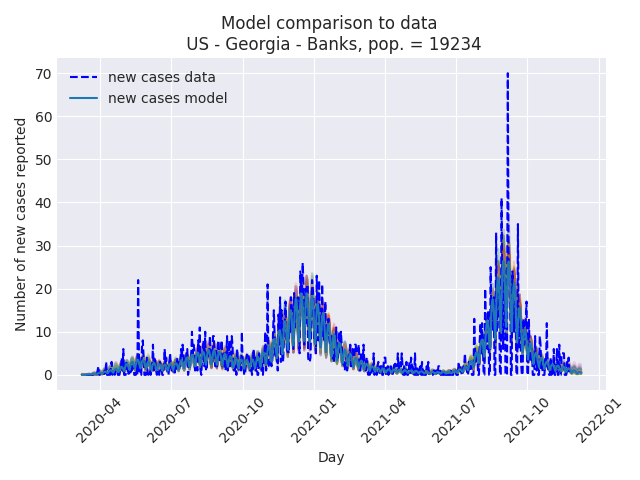 Model comparison to data
US - Georgia - Banks, pop. = 19234
new cases data
new cases model
Number of new cases reported
70
60
50
40
30
20
10
0
2020-04
2020-07
2020-10
2021-01
2021-04
2021-07
2021-10
2022-01
Day